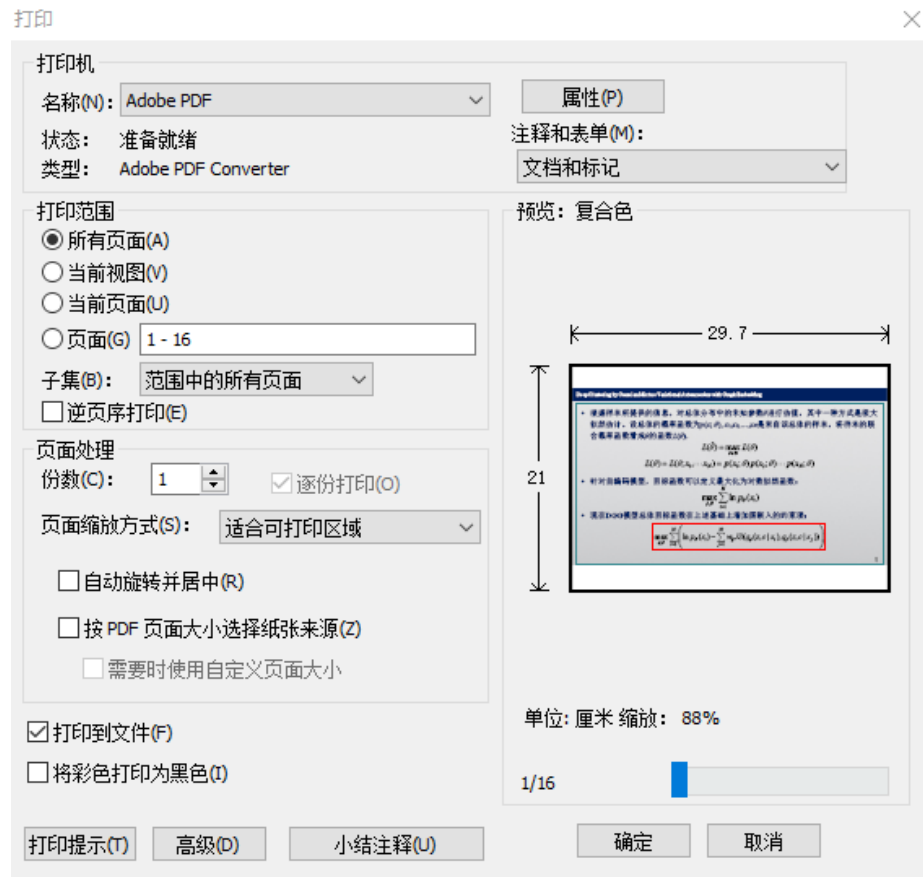 打印
打印机
名称(N): Adobe PDF
属性(P)
状态: 准备就绪
注释和表单(M):
类型: Adobe PDF Converter
文档和标记
打印范围
所有页面(A)
当前视图(V)
当前页面(U)
页面(G) 1 - 16
子集(B): 范围中的所有页面
逆页序打印(E)
页面处理
份数(C): 1 逐份打印(O)
页面缩放方式(S): 适合可打印区域
自动旋转并居中(R)
按 PDF 页面大小选择纸张来源(Z)
需要时使用自定义页面大小
打印到文件(F)
将彩色打印为黑色(I)
预览: 复合色
29.7
21
单位: 厘米 缩放: 88%
1/16
打印提示(T) 高级(D) 小结注释(U) 确定 取消